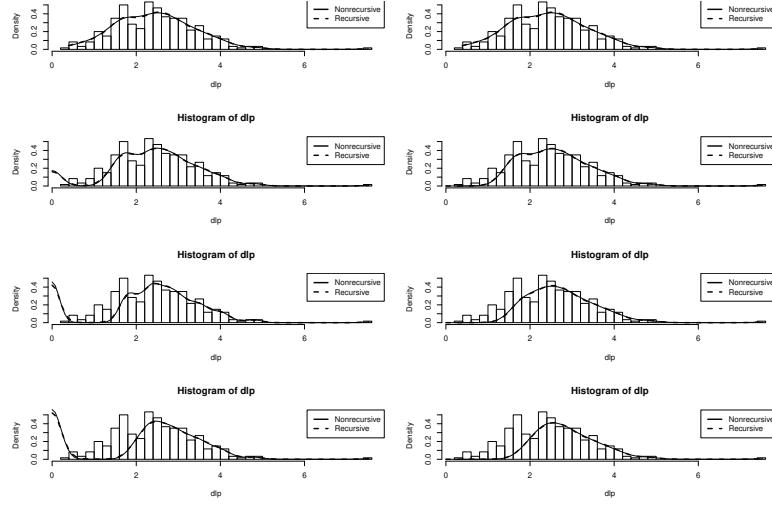 Density
0.0 0.2 0.4
Nonrecursive
Recursive
0 2 4 6
dlp
Density
0.0 0.2 0.4
Nonrecursive
Recursive
0 2 4 6
dlp
Histogram of dlp
Density
0.0 0.2 0.4
Nonrecursive
Recursive
0 2 4 6
dlp
Histogram of dlp
Density
0.0 0.2 0.4
Nonrecursive
Recursive
0 2 4 6
dlp
Histogram of dlp
Density
0.0 0.2 0.4
Nonrecursive
Recursive
0 2 4 6
dlp
Histogram of dlp
Density
0.0 0.2 0.4
Nonrecursive
Recursive
0 2 4 6
dlp
Histogram of dlp
Density
0.0 0.2 0.4
Nonrecursive
Recursive
0 2 4 6
dlp
Histogram of dlp
Density
0.0 0.2 0.4
Nonrecursive
Recursive
0 2 4 6
dlp